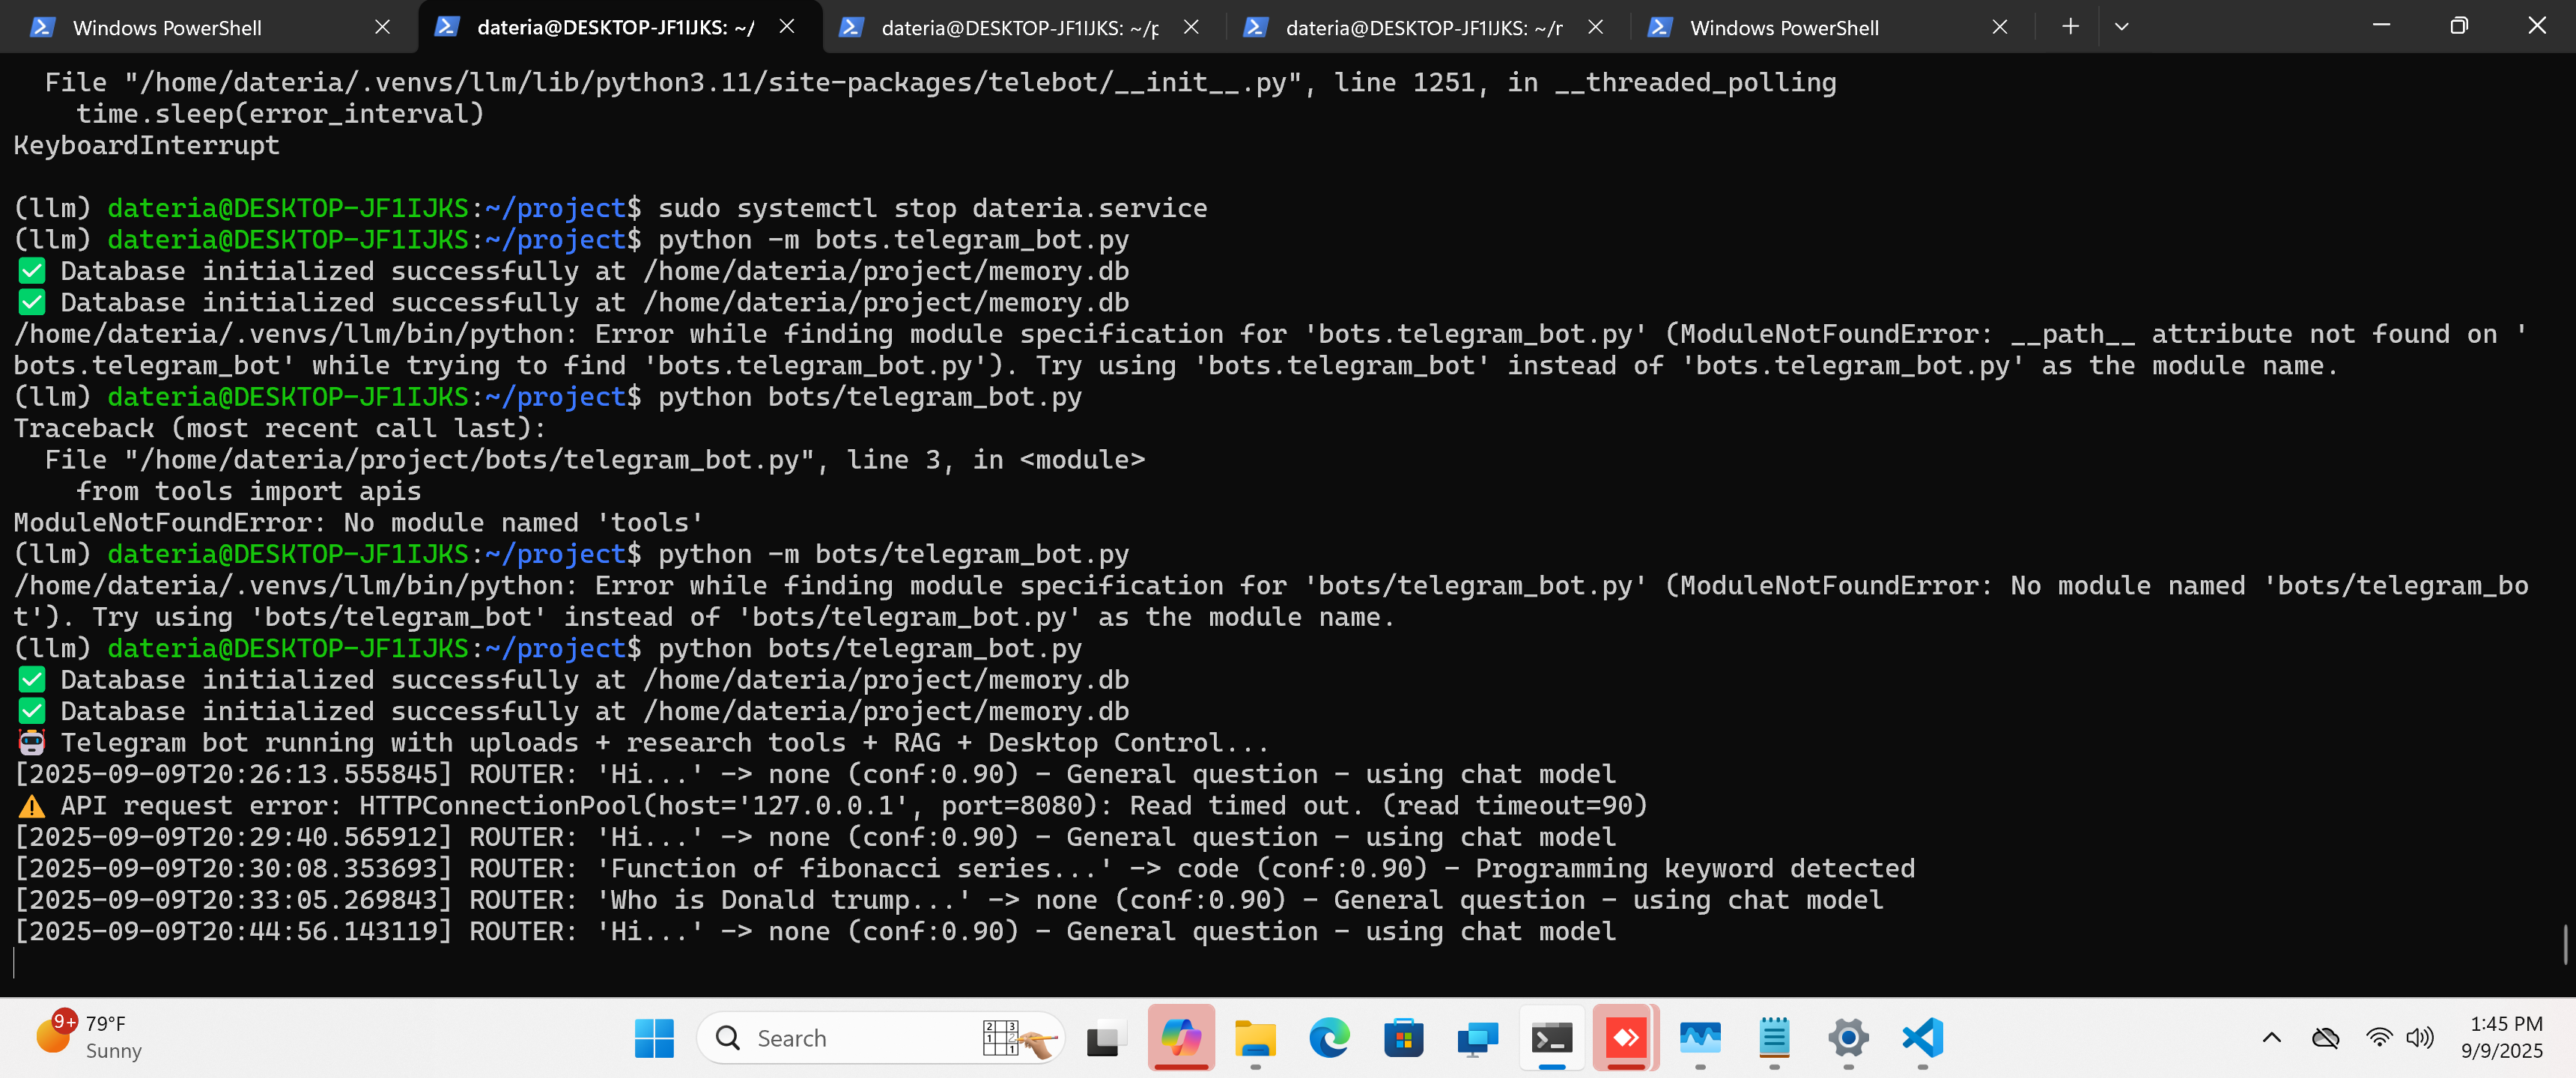 Windows PowerShell
dateria@DESKTOP-JF1IJKS: ~/
dateria@DESKTOP-JF1IJKS: ~/p
dateria@DESKTOP-JF1IJKS: ~/r
Windows PowerShell
File "/home/dateria/.venvs/llm/lib/python3.11/site-packages/telebot/__init__.py", line 1251, in __threaded_polling
time.sleep(error_interval)
KeyboardInterrupt
(llm) dateria@DESKTOP-JF1IJKS:~/project$ sudo systemctl stop dateria.service
(llm) dateria@DESKTOP-JF1IJKS:~/project$ python -m bots.telegram_bot.py
✅ Database initialized successfully at /home/dateria/project/memory.db
✅ Database initialized successfully at /home/dateria/project/memory.db
/home/dateria/.venvs/llm/bin/python: Error while finding module specification for 'bots.telegram_bot.py' (ModuleNotFoundError: __path__ attribute not found on '
bots.telegram_bot' while trying to find 'bots.telegram_bot.py'). Try using 'bots.telegram_bot' instead of 'bots.telegram_bot.py' as the module name.
(llm) dateria@DESKTOP-JF1IJKS:~/project$ python bots/telegram_bot.py
Traceback (most recent call last):
File "/home/dateria/project/bots/telegram_bot.py", line 3, in <module>
from tools import apis
ModuleNotFoundError: No module named 'tools'
(llm) dateria@DESKTOP-JF1IJKS:~/project$ python -m bots/telegram_bot.py
/home/dateria/.venvs/llm/bin/python: Error while finding module specification for 'bots/telegram_bot.py' (ModuleNotFoundError: No module named 'bots/telegram_bo
t'). Try using 'bots/telegram_bot' instead of 'bots/telegram_bot.py' as the module name.
(llm) dateria@DESKTOP-JF1IJKS:~/project$ python bots/telegram_bot.py
✅ Database initialized successfully at /home/dateria/project/memory.db
✅ Database initialized successfully at /home/dateria/project/memory.db
🤖 Telegram bot running with uploads + research tools + RAG + Desktop Control...
[2025-09-09T20:26:13.555845] ROUTER: 'Hi...' -> none (conf:0.90) - General question - using chat model
⚠️ API request error: HTTPConnectionPool(host='127.0.0.1', port=8080): Read timed out. (read timeout=90)
[2025-09-09T20:29:40.565912] ROUTER: 'Hi...' -> none (conf:0.90) - General question - using chat model
[2025-09-09T20:30:08.353693] ROUTER: 'Function of fibonacci series...' -> code (conf:0.90) - Programming keyword detected
[2025-09-09T20:33:05.269843] ROUTER: 'Who is Donald trump...' -> none (conf:0.90) - General question - using chat model
[2025-09-09T20:44:56.143119] ROUTER: 'Hi...' -> none (conf:0.90) - General question - using chat model
9+
79°F
Sunny
Search
1:45 PM
9/9/2025